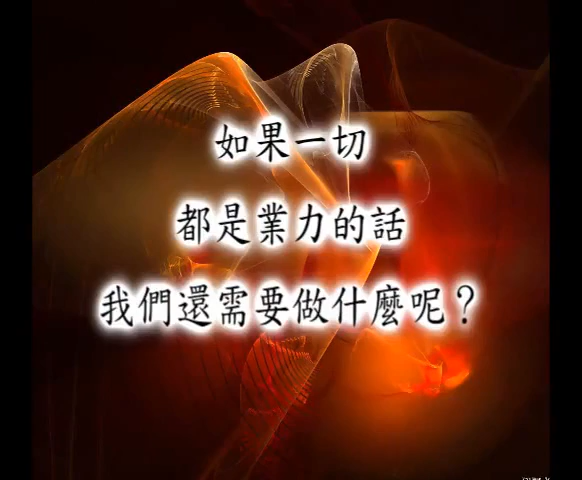 如果一切
都是業力的話
我們還需要做什麼呢？